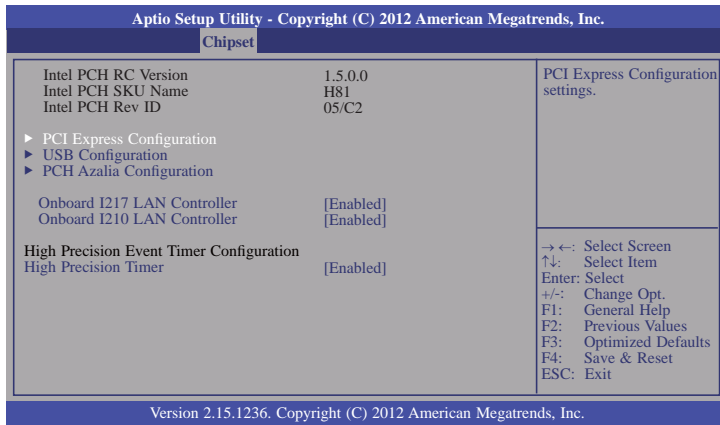 Aptio Setup Utility - Copyright (C) 2012 American Megatrends, Inc.
Chipset
Intel PCH RC Version 1.5.0.0
Intel PCH SKU Name H81
Intel PCH Rev ID 05/C2
► PCI Express Configuration
► USB Configuration
► PCH Azalia Configuration
Onboard I217 LAN Controller [Enabled]
Onboard I210 LAN Controller [Enabled]
High Precision Event Timer Configuration
High Precision Timer [Enabled]
PCI Express Configuration
settings.
→ ←: Select Screen
↑↓: Select Item
Enter: Select
+/-: Change Opt.
F1: General Help
F2: Previous Values
F3: Optimized Defaults
F4: Save & Reset
ESC: Exit
Version 2.15.1236. Copyright (C) 2012 American Megatrends, Inc.